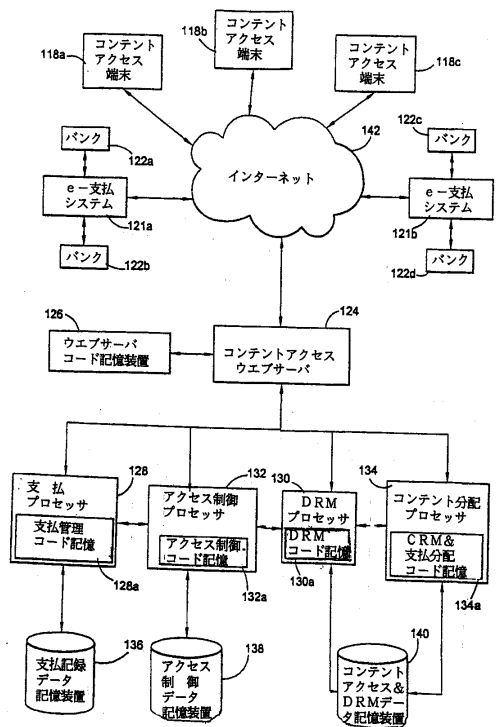 118a
コンテント
アクセス
端末
118b
コンテント
アクセス
端末
コンテント
アクセス
端末
118c
142
インターネット
バンク
122a
e－支払
システム
121a
バンク
122b
122c
バンク
e－支払
システム
121b
バンク
122d
126
ウエブサーバ
コード記憶装置
124
コンテントアクセス
ウエブサーバ
128
支 払
プロセッサ
支払管理
コード記憶
128a
132
アクセス制御
プロセッサ
アクセス制御
コード記憶
132a
130
DRM
プロセッサ
DRM
コード記憶
130a
134
コンテント分配
プロセッサ
CRM＆
支払分配
コード記憶
134a
136
支払記録
データ
記憶装置
138
アクセス
制 御
データ
記憶装置
140
コンテント
アクセス＆
DRMデー
タ記憶装置